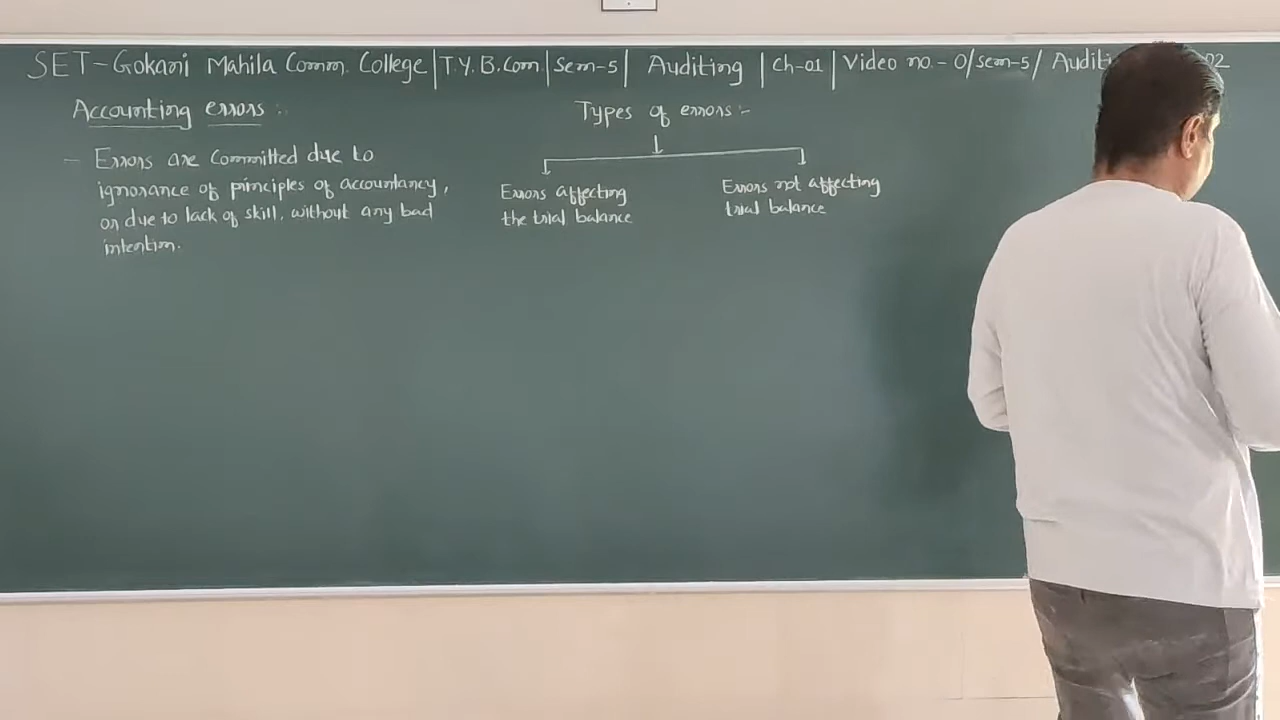 SET-Gokani Mahila Comm. College | T.Y. B.Com. | Sem-5 | Auditing | Ch-01 | Video no.- 0/sem-5/ Auditi 02
Accounting errors :
Types of errors :-
- Errors are committed due to
ignorance of principles of accountancy,
or due to lack of skill, without any bad
intention.
Errors affecting
the trial balance
Errors not affecting
trial balance